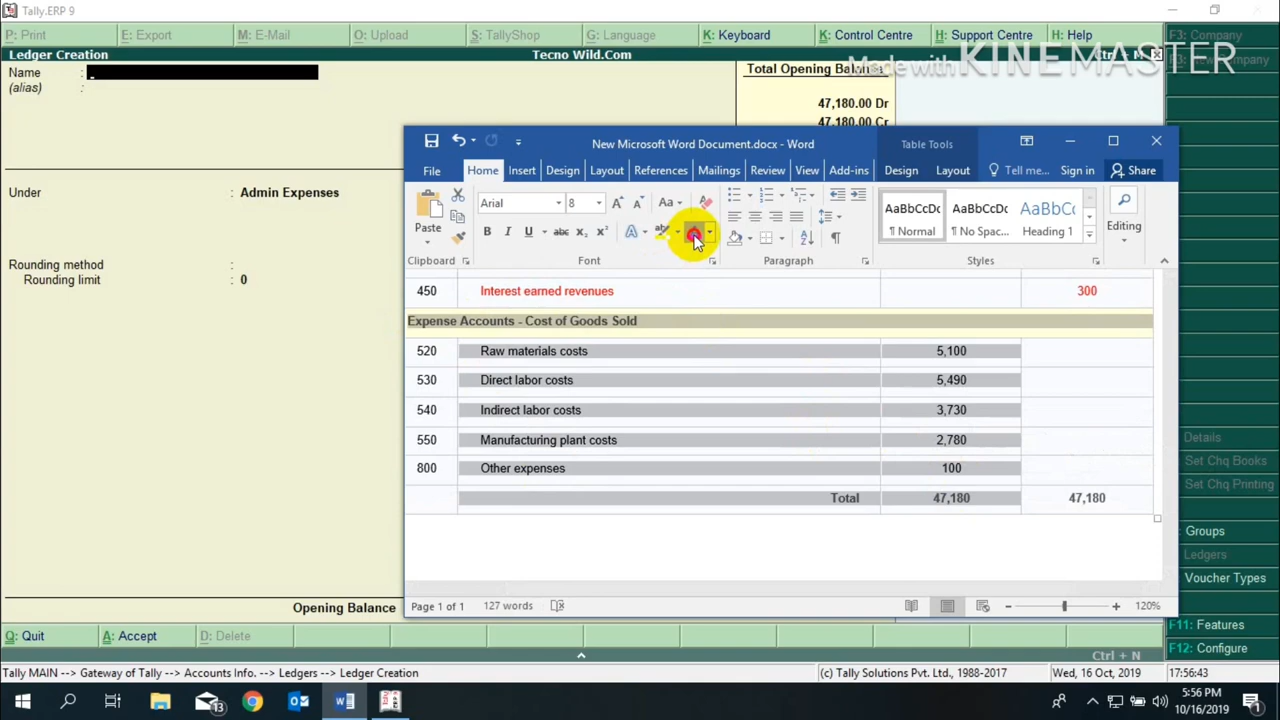 Tally.ERP 9
P: Print E: Export M: E-Mail O: Upload S: TallyShop G: Language K: Keyboard K: Control Centre H: Support Centre H: Help F3: Company
Ledger Creation Tecno Wild.Com Ctrl + N
Made with KINEMASTER
Name :
(alias) :
Total Opening Balance
47,180.00 Dr
47,180.00 Cr
Under : Admin Expenses
Rounding method :
Rounding limit : 0
New Microsoft Word Document.docx - Word Table Tools
File Home Insert Design Layout References Mailings Review View Add-ins Design Layout Tell me... Sign in Share
Paste Arial 8 Aa AaBbCcDc AaBbCcDc AaBbCc Editing
B I U abc x₂ x² ¶ Normal ¶ No Spac... Heading 1
Clipboard Font Paragraph Styles
450 Interest earned revenues 300
Expense Accounts - Cost of Goods Sold
520 Raw materials costs 5,100
530 Direct labor costs 5,490
540 Indirect labor costs 3,730
550 Manufacturing plant costs 2,780
800 Other expenses 100
Total 47,180 47,180
Page 1 of 1 127 words 120%
Details
Set Chq Books
Set Chq Printing
Groups
Ledgers
Voucher Types
F11: Features
F12: Configure
Opening Balance
Q: Quit A: Accept D: Delete
Ctrl + N
Tally MAIN --> Gateway of Tally --> Accounts Info. --> Ledgers --> Ledger Creation (c) Tally Solutions Pvt. Ltd., 1988-2017 Wed, 16 Oct, 2019 17:56:43
13
5:56 PM
10/16/2019
1